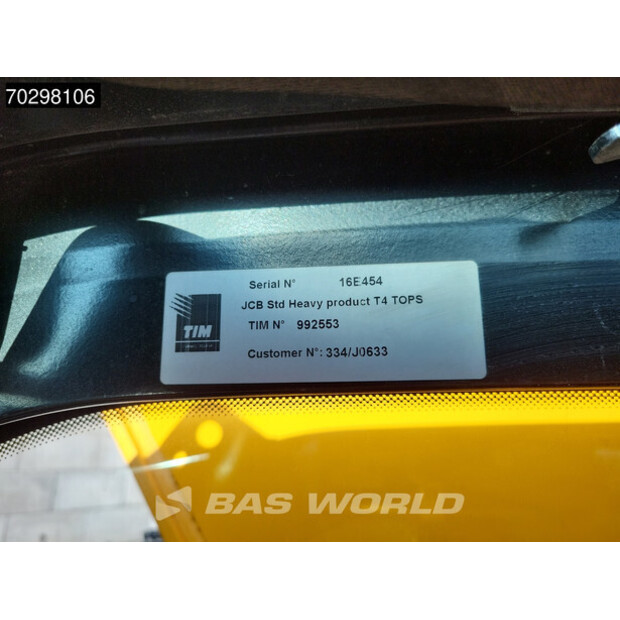 70298106
Serial N° 16E454
JCB Std Heavy product T4 TOPS
TIM
TIM N° 992553
Customer N°: 334/J0633
BAS WORLD